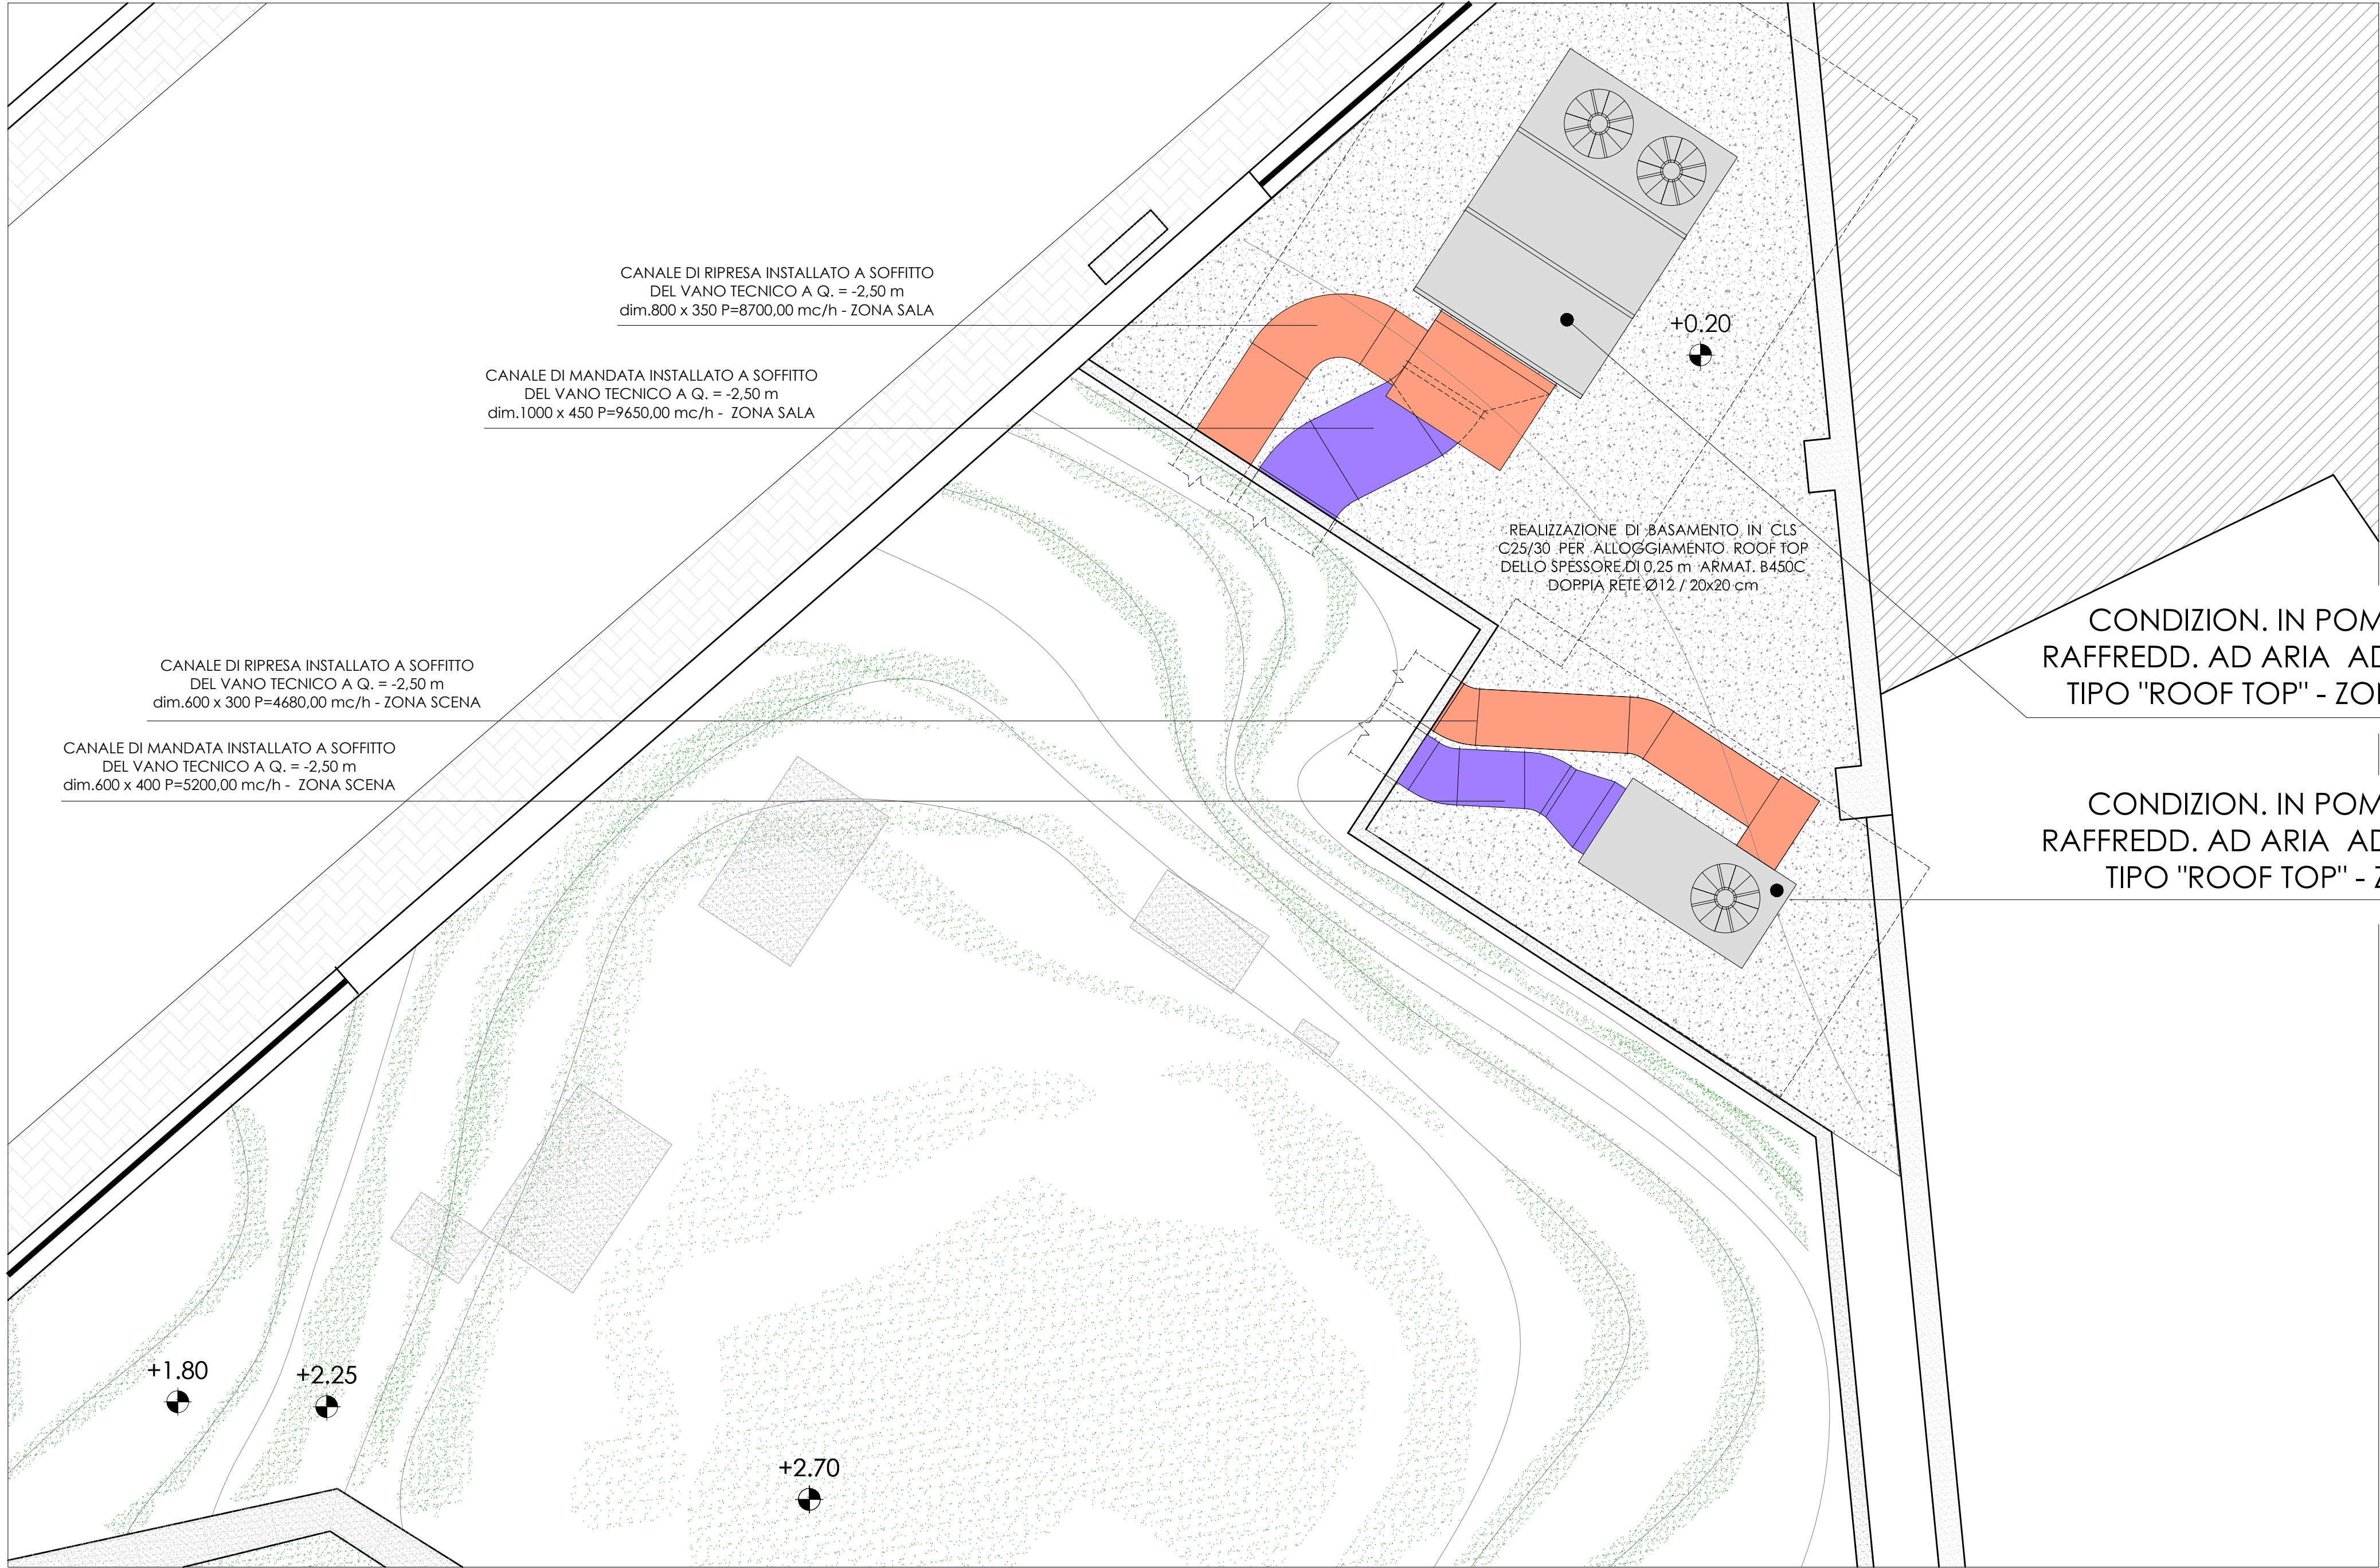 CANALE DI RIPRESA INSTALLATO A SOFFITTO
DEL VANO TECNICO A Q. = -2,50 m
dim.800 x 350 P=8700,00 mc/h - ZONA SALA
CANALE DI MANDATA INSTALLATO A SOFFITTO
DEL VANO TECNICO A Q. = -2,50 m
dim.1000 x 450 P=9650,00 mc/h - ZONA SALA
+0.20
REALIZZAZIONE DI BASAMENTO IN CLS
C25/30 PER ALLOGGIAMENTO ROOF TOP
DELLO SPESSORE DI 0,25 m ARMAT. B450C
DOPPIA RETE Ø12 / 20x20 cm
CONDIZION. IN POM
RAFFREDD. AD ARIA AD
TIPO "ROOF TOP" - ZON
CANALE DI RIPRESA INSTALLATO A SOFFITTO
DEL VANO TECNICO A Q. = -2,50 m
dim.600 x 300 P=4680,00 mc/h - ZONA SCENA
CANALE DI MANDATA INSTALLATO A SOFFITTO
DEL VANO TECNICO A Q. = -2,50 m
dim.600 x 400 P=5200,00 mc/h - ZONA SCENA
CONDIZION. IN POM
RAFFREDD. AD ARIA AD
TIPO "ROOF TOP" - Z
+1.80
+2.25
+2.70